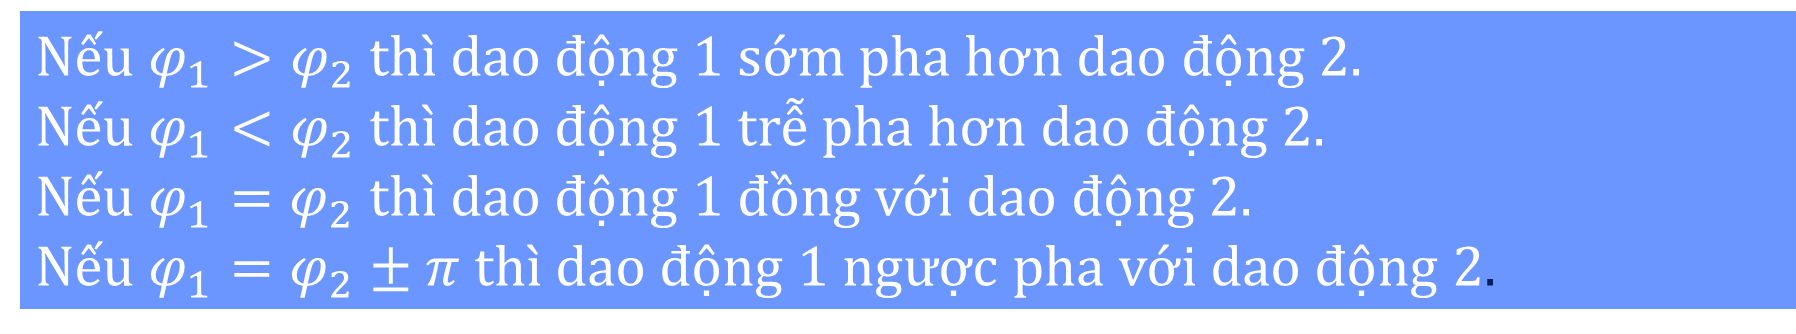 Nếu φ₁ > φ₂ thì dao động 1 sớm pha hơn dao động 2.
Nếu φ₁ < φ₂ thì dao động 1 trễ pha hơn dao động 2.
Nếu φ₁ = φ₂ thì dao động 1 đồng với dao động 2.
Nếu φ₁ = φ₂ ± π thì dao động 1 ngược pha với dao động 2.